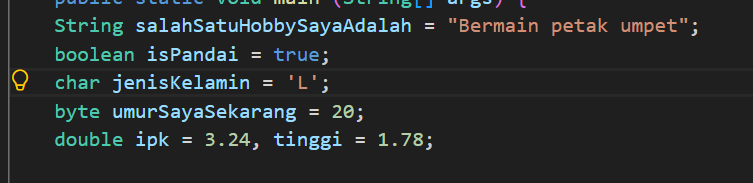 public static void main (String[] args) {
String salahSatuHobbySayaAdalah = "Bermain petak umpet";
boolean isPandai = true;
char jenisKelamin = 'L';
byte umurSayaSekarang = 20;
double ipk = 3.24, tinggi = 1.78;